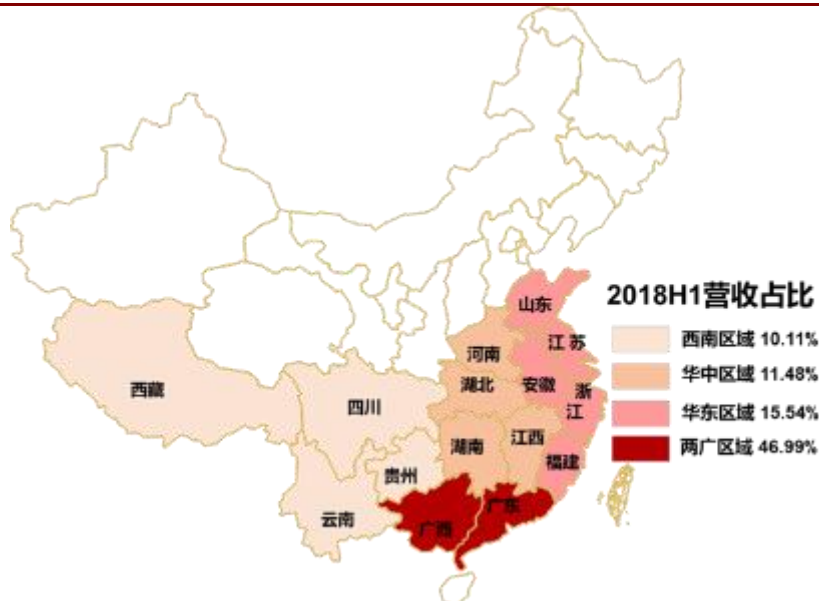 山东
2018H1营收占比
江苏
西南区域 10.11%
河南
华中区域 11.48%
西藏
四川
湖北
安徽
浙
江
华东区域 15.54%
湖南
江西
两广区域 46.99%
福建
贵州
广东
云南
广西